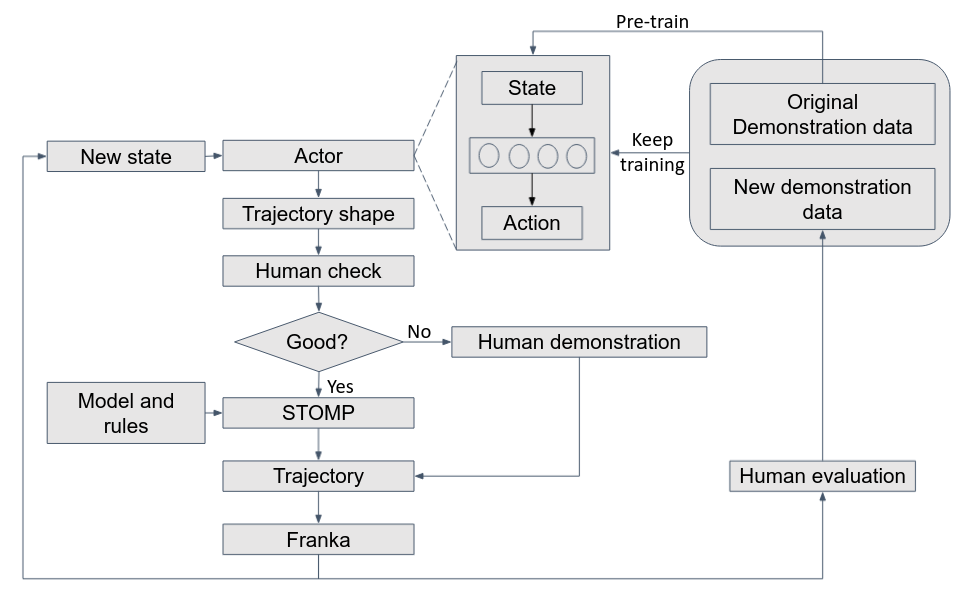 Pre-train
State
Original
Demonstration data
Keep
training
New state
Actor
New demonstration
data
Trajectory shape
Action
Human check
Good?
No
Human demonstration
Yes
Model and
rules
STOMP
Trajectory
Human evaluation
Franka